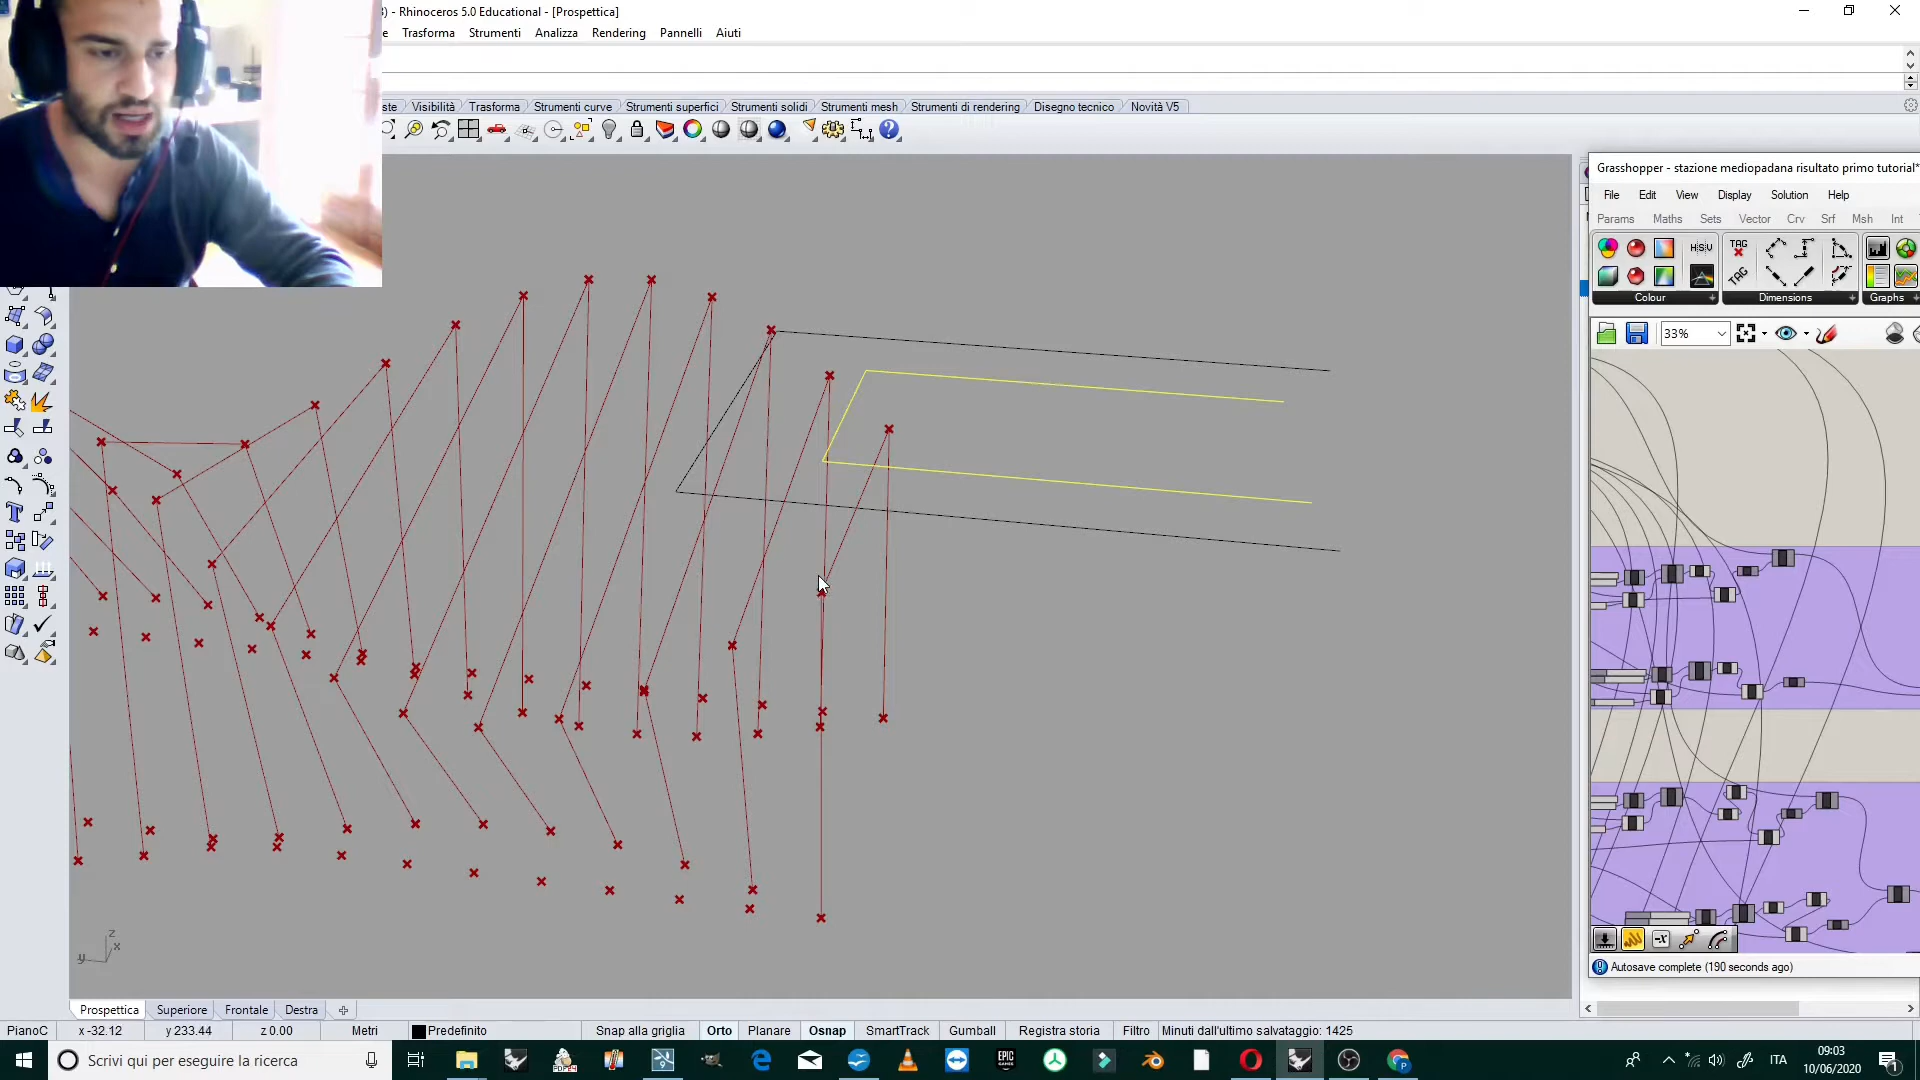 - Rhinoceros 5.0 Educational - [Prospettica]
Trasforma Strumenti Analizza Rendering Pannelli Aiuti
Visibilità Trasforma Strumenti curve Strumenti superfici Strumenti solidi Strumenti mesh Strumenti di rendering Disegno tecnico Novità V5
Grasshopper - stazione mediopadana risultato primo tutorial*
File Edit View Display Solution Help
Params Maths Sets Vector Crv Srf Msh Int
HSV TAG
TAG
Colour Dimensions Graphs
33%
Autosave complete (190 seconds ago)
z
x
y
Prospettica Superiore Frontale Destra
PianoC x -32.12 y 233.44 z 0.00 Metri Predefinito Snap alla griglia Orto Planare Osnap SmartTrack Gumball Registra storia Filtro Minuti dall'ultimo salvataggio: 1425
Scrivi qui per eseguire la ricerca ITA 09:03
10/06/2020